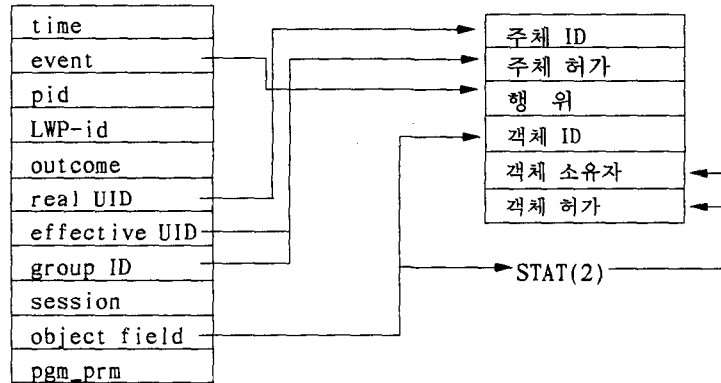 time
event
pid
LWP-id
outcome
real UID
effective UID
group ID
session
object field
pgm_prm
주체 ID
주체 허가
행 위
객체 ID
객체 소유자
객체 허가
STAT(2)